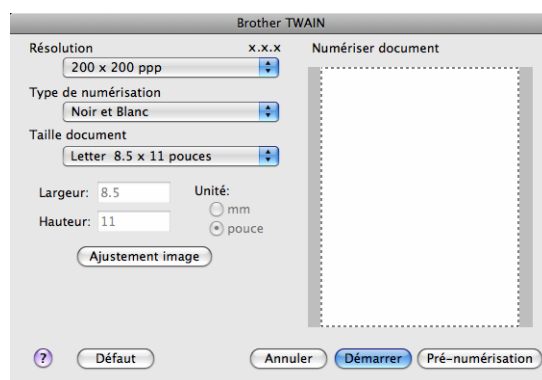 Brother TWAIN
Résolution x.x.x
200 x 200 ppp
Type de numérisation
Noir et Blanc
Taille document
Letter 8.5 x 11 pouces
Largeur: 8.5
Hauteur: 11
Unité:
mm
pouce
Ajustement image
Numériser document
? Défaut Annuler Démarrer Pré-numérisation